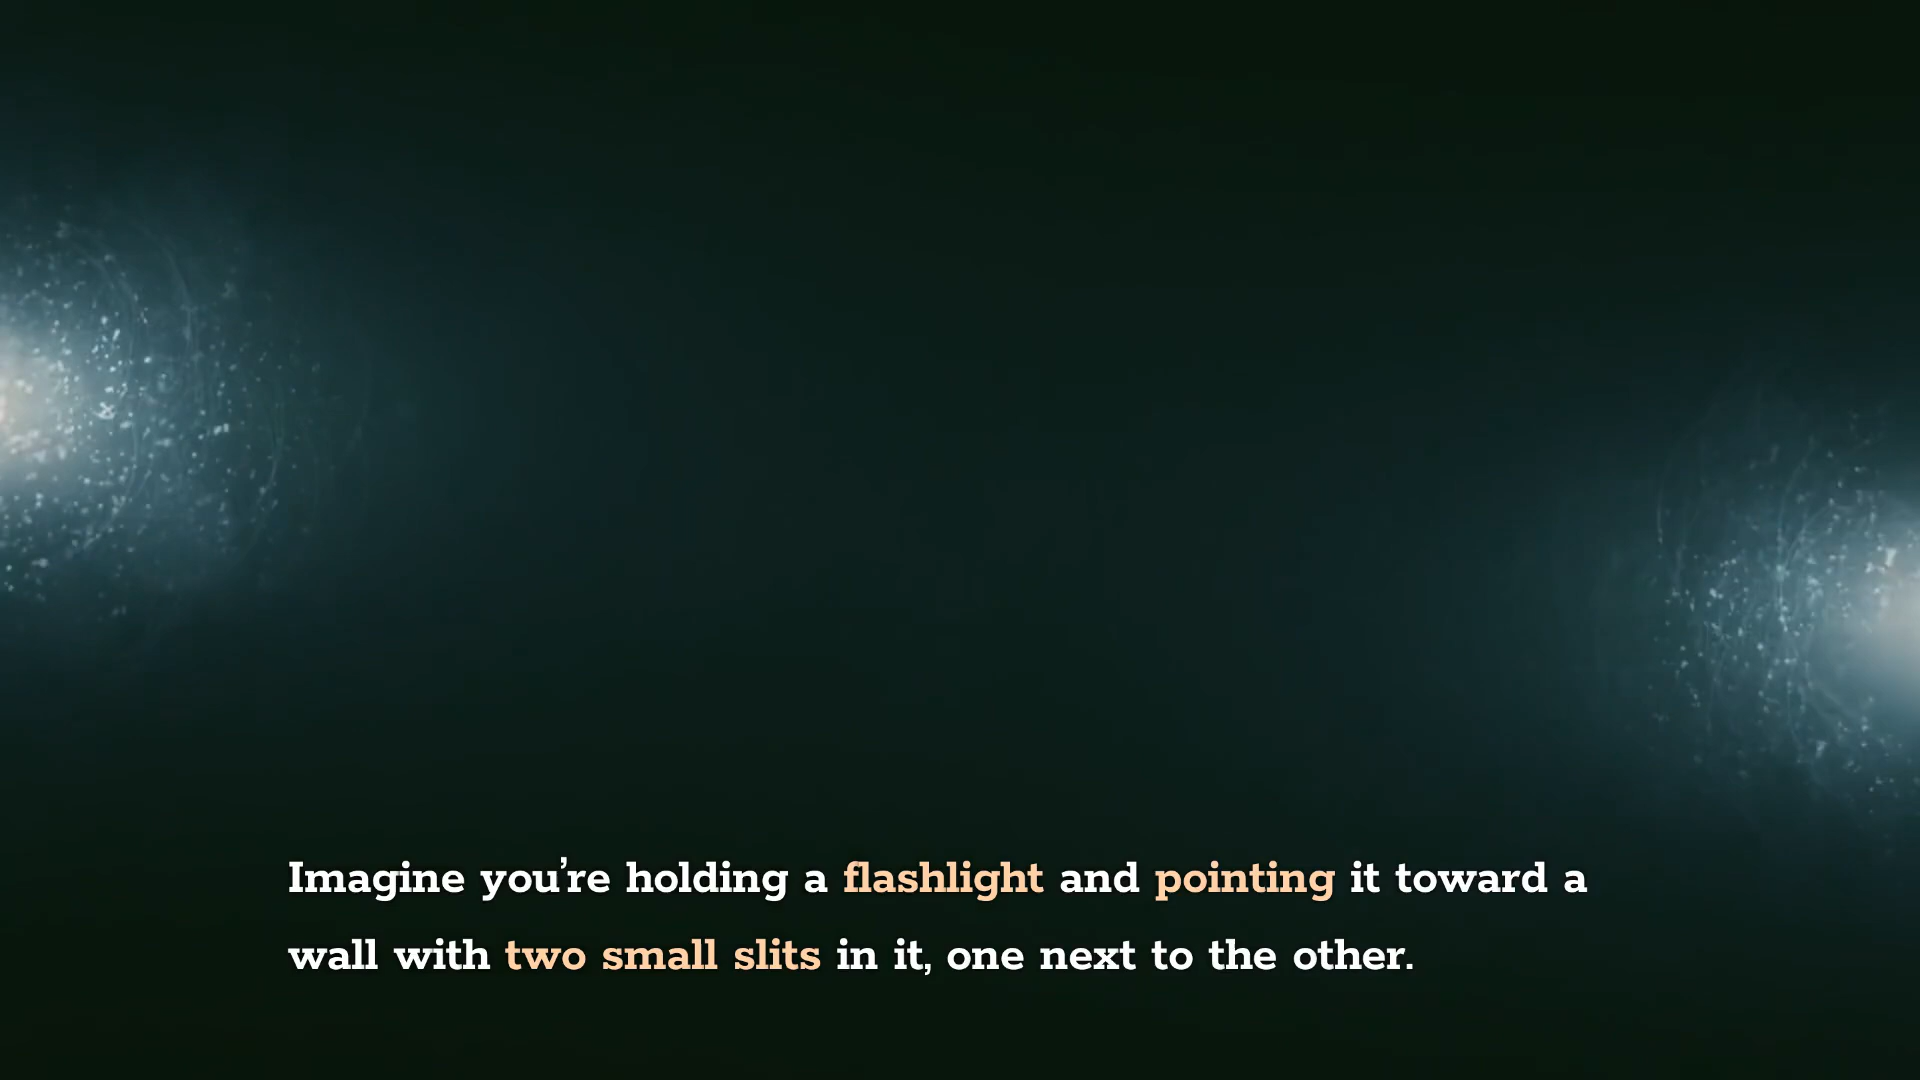 Imagine you’re holding a flashlight and pointing it toward a
wall with two small slits in it, one next to the other.